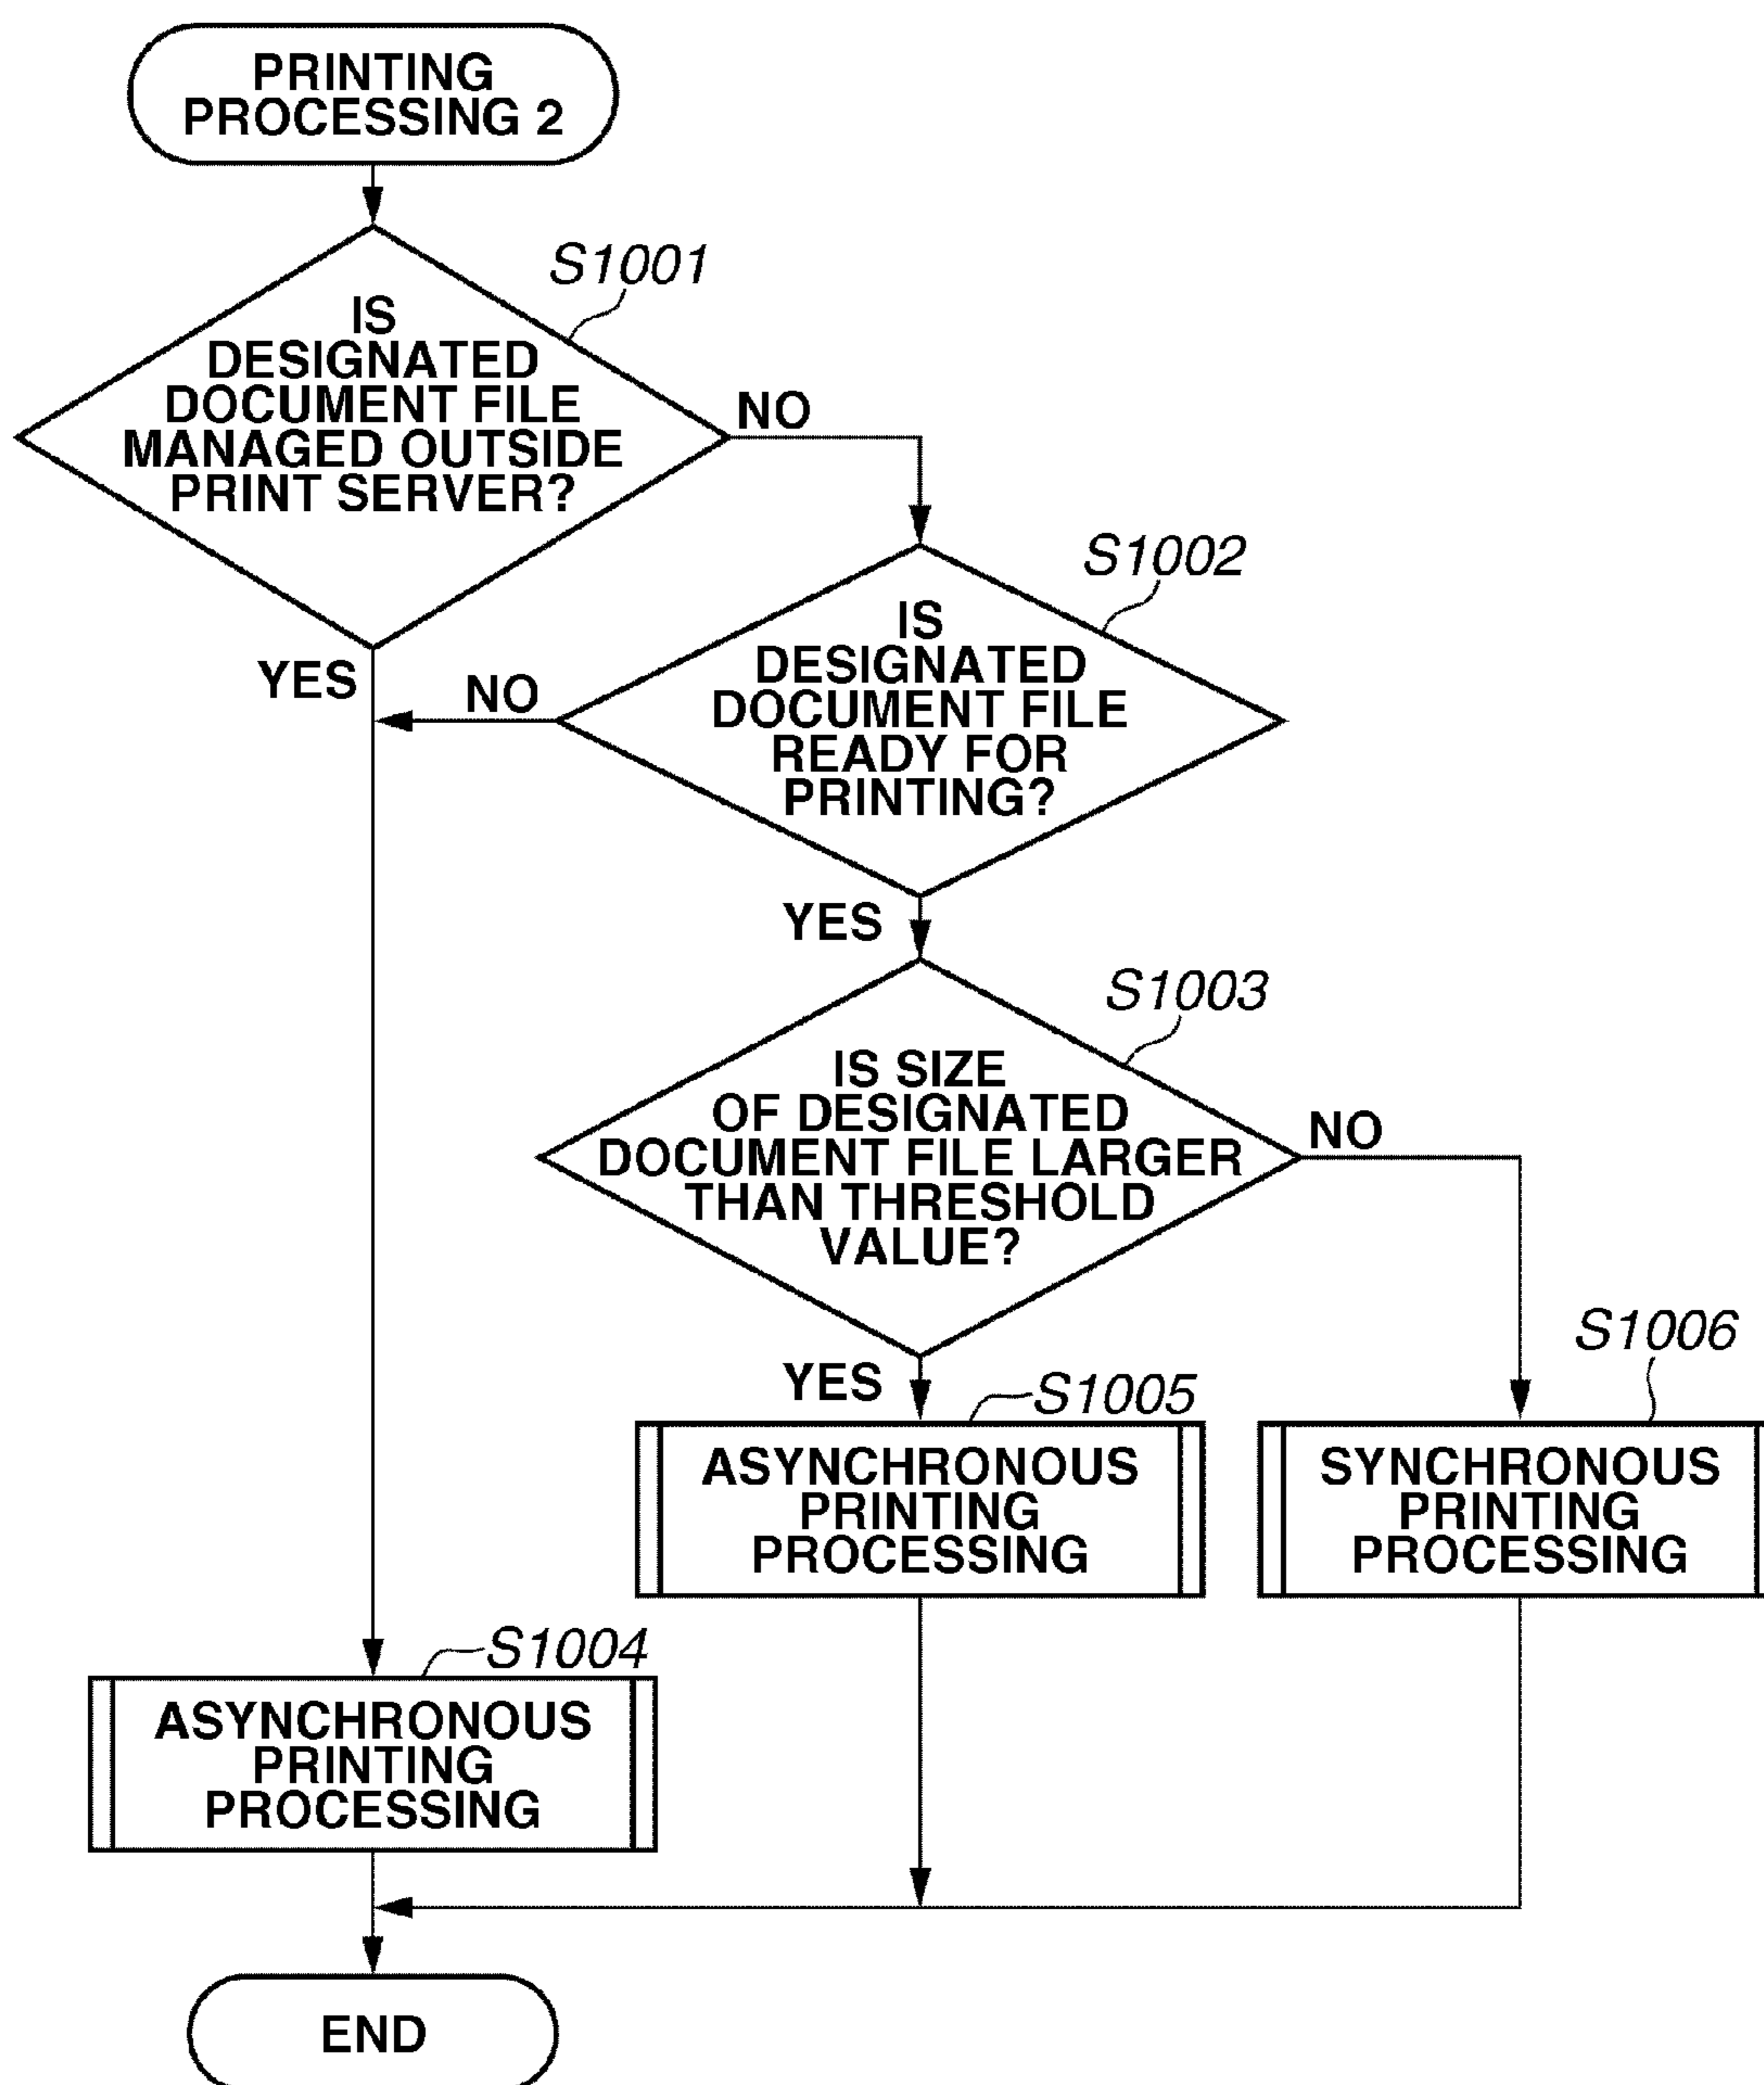 PRINTING
PROCESSING 2
S1001
IS
DESIGNATED
DOCUMENT FILE
MANAGED OUTSIDE
PRINT SERVER?
NO
YES
S1002
IS
DESIGNATED
DOCUMENT FILE
READY FOR
PRINTING?
NO
YES
S1003
IS SIZE
OF DESIGNATED
DOCUMENT FILE LARGER
THAN THRESHOLD
VALUE?
NO
YES
S1005
ASYNCHRONOUS
PRINTING
PROCESSING
S1006
SYNCHRONOUS
PRINTING
PROCESSING
S1004
ASYNCHRONOUS
PRINTING
PROCESSING
END